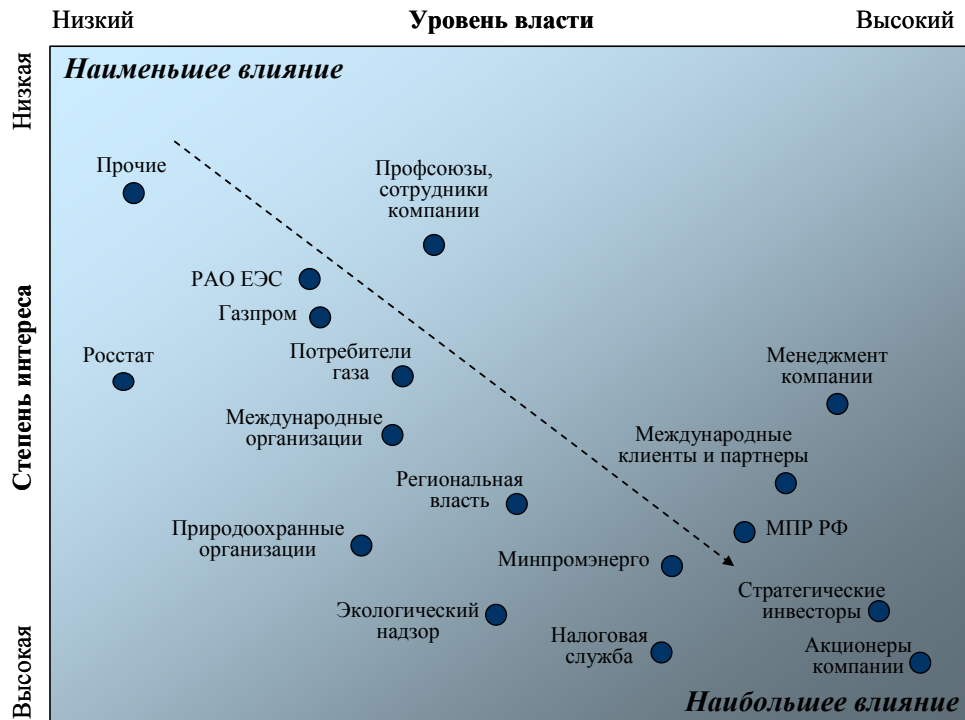 Низкий
Уровень власти
Высокий
Низкая
Степень интереса
Высокая
Наименьшее влияние
Прочие
Профсоюзы,
сотрудники
компании
РАО ЕЭС
Газпром
Росстат
Потребители
газа
Менеджмент
компании
Международные
организации
Международные
клиенты и партнеры
Региональная
власть
Природоохранные
организации
МПР РФ
Минпромэнерго
Стратегические
инвесторы
Экологический
надзор
Налоговая
служба
Акционеры
компании
Наибольшее влияние